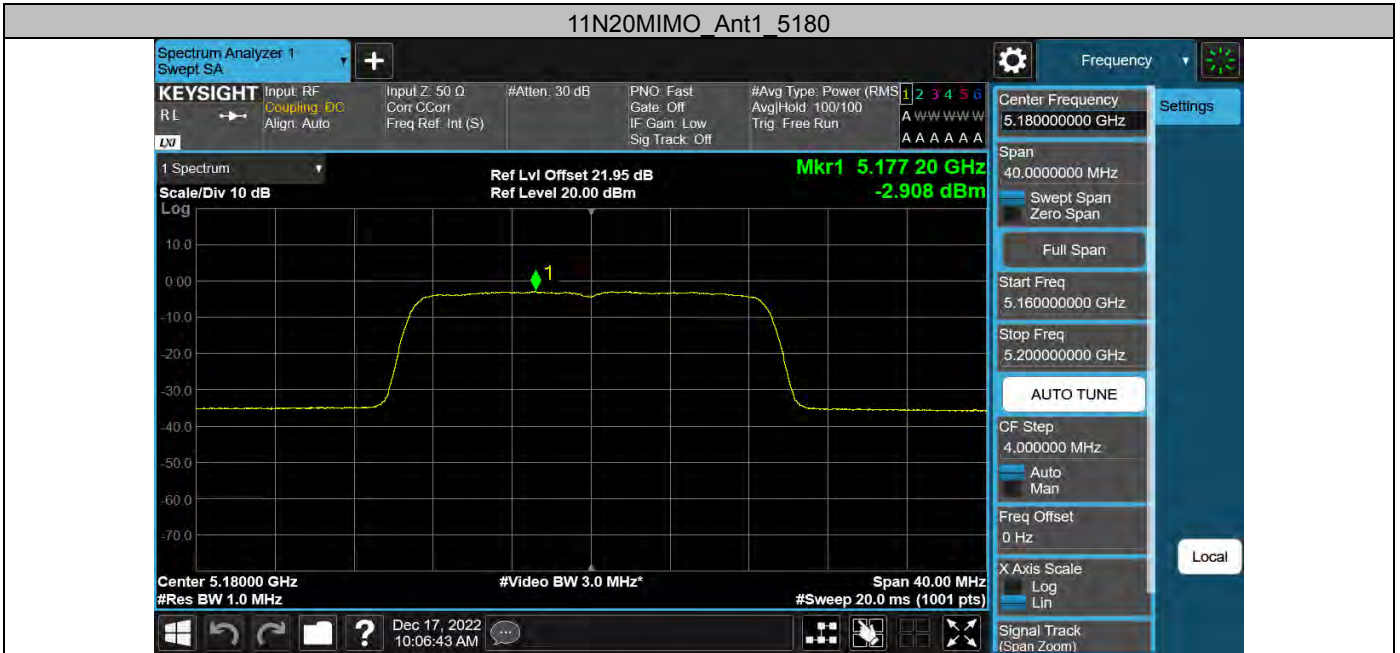 11N20MIMO_Ant1_5180
Spectrum Analyzer 1
Swept SA
Frequency
KEYSIGHT
R L
LXI
Input: RF
Coupling: DC
Align: Auto
Input Z: 50 Ω
Corr CCorr
Freq Ref: Int (S)
#Atten: 30 dB
PNO: Fast
Gate: Off
IF Gain: Low
Sig Track: Off
#Avg Type: Power (RMS
Avg|Hold: 100/100
Trig: Free Run
1 2 3 4 5 6
A W W W W W
A A A A A A
Center Frequency
5.180000000 GHz
Settings
Span
40.0000000 MHz
Swept Span
Zero Span
Full Span
Start Freq
5.160000000 GHz
Stop Freq
5.200000000 GHz
AUTO TUNE
CF Step
4.000000 MHz
Auto
Man
Freq Offset
0 Hz
X Axis Scale
Log
Lin
Signal Track
(Span Zoom)
Local
1 Spectrum
Scale/Div 10 dB
Log
Ref Lvl Offset 21.95 dB
Ref Level 20.00 dBm
Mkr1 5.177 20 GHz
-2.908 dBm
1
10.0
0.00
-10.0
-20.0
-30.0
-40.0
-50.0
-60.0
-70.0
Center 5.18000 GHz
#Video BW 3.0 MHz*
Span 40.00 MHz
#Res BW 1.0 MHz
#Sweep 20.0 ms (1001 pts)
?
Dec 17, 2022
10:06:43 AM